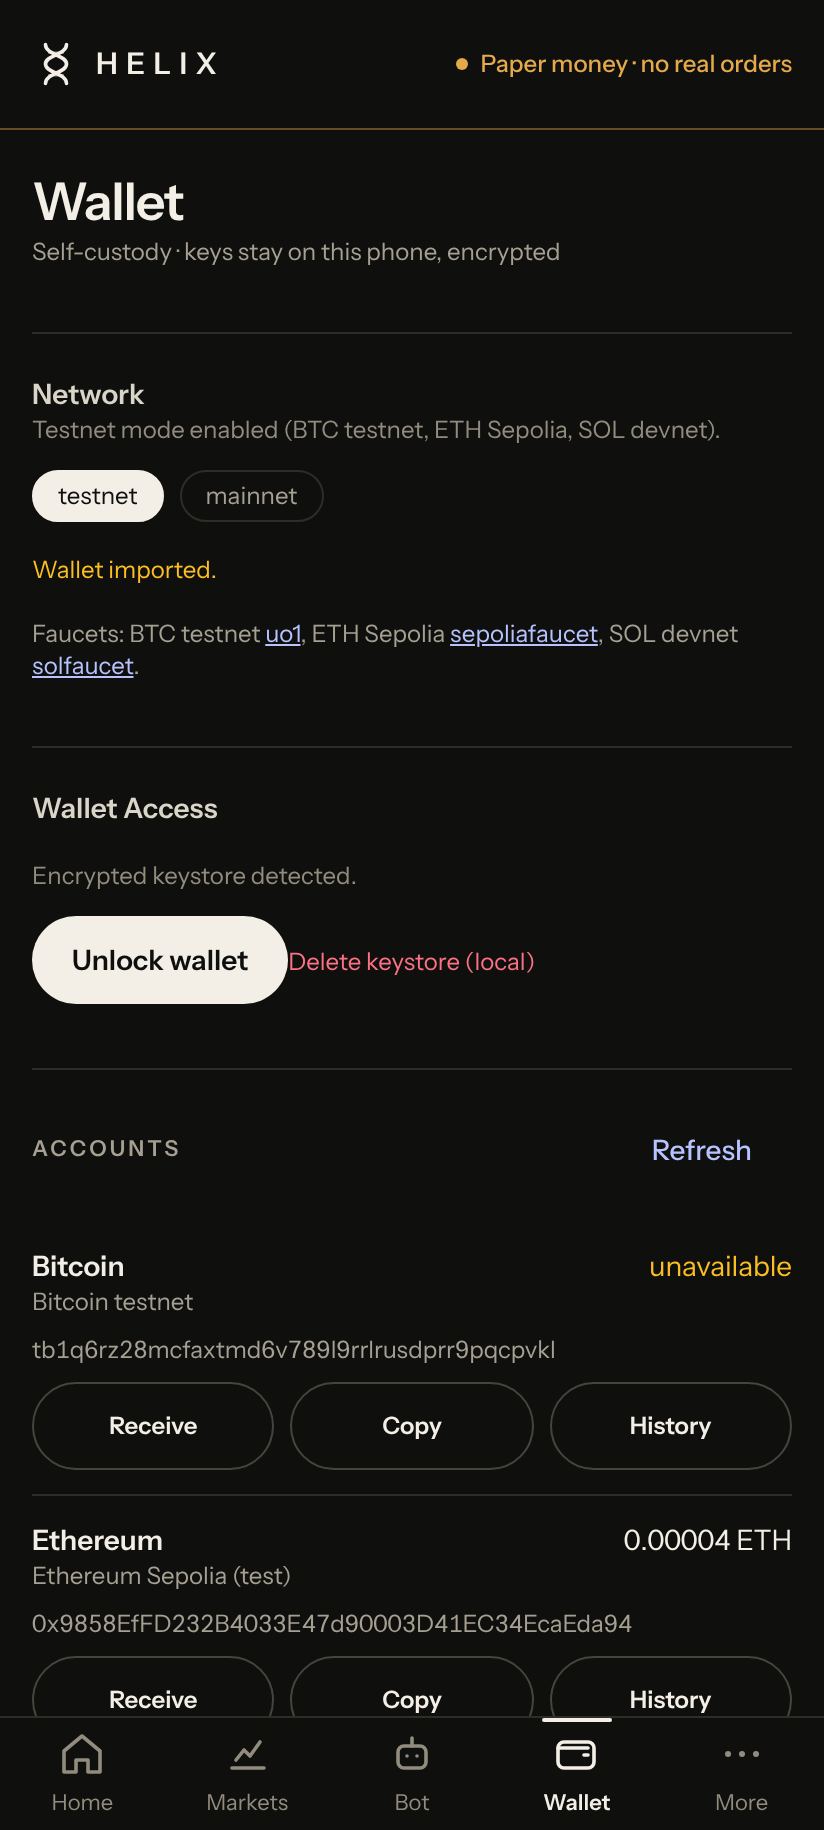 HELIX
Paper money · no real orders
Wallet
Self-custody · keys stay on this phone, encrypted
Network
Testnet mode enabled (BTC testnet, ETH Sepolia, SOL devnet).
testnet
mainnet
Wallet imported.
Faucets: BTC testnet uo1, ETH Sepolia sepoliafaucet, SOL devnet
solfaucet.
Wallet Access
Encrypted keystore detected.
Unlock wallet
Delete keystore (local)
ACCOUNTS
Refresh
Bitcoin
unavailable
Bitcoin testnet
tb1q6rz28mcfaxtmd6v789l9rrlrusdprr9pqcpvkl
Receive
Copy
History
Ethereum
0.00004 ETH
Ethereum Sepolia (test)
0x9858EfFD232B4033E47d90003D41EC34EcaEda94
Receive
Copy
History
Home
Markets
Bot
Wallet
More